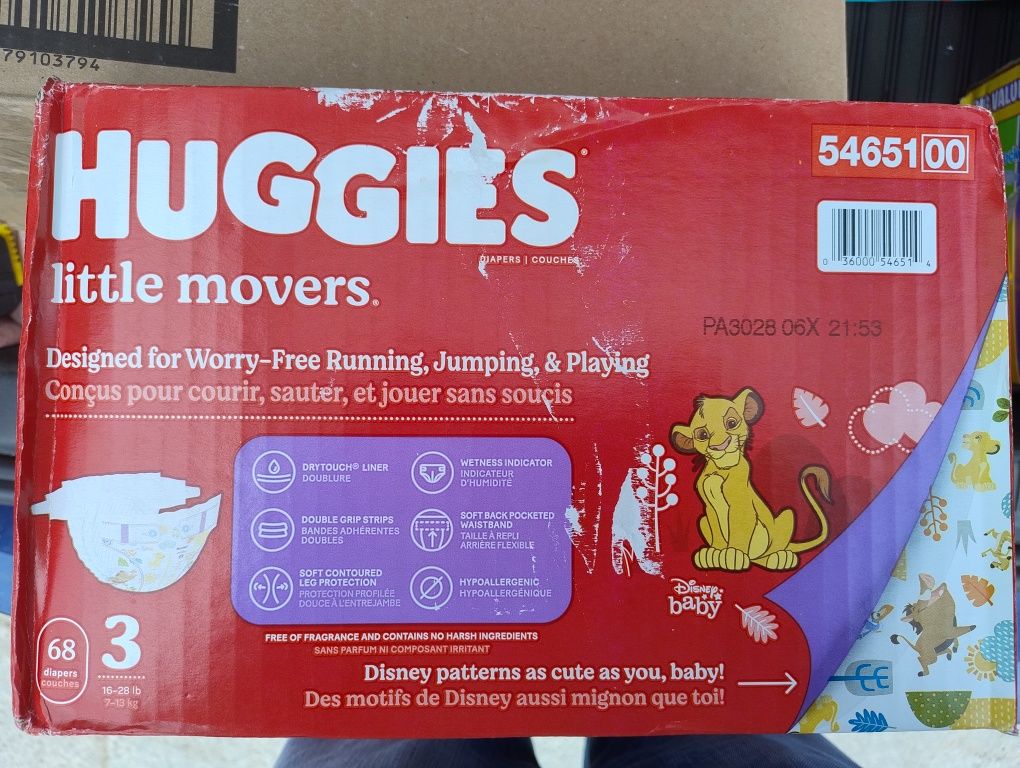 79103794
HUGGIES®
DIAPERS | COUCHES
little movers®
54651 00
0 36000 54651 4
PA3028 06X 21:53
Designed for Worry-Free Running, Jumping, & Playing
Conçus pour courir, sauter, et jouer sans soucis
DRYTOUCH® LINER
DOUBLURE
WETNESS INDICATOR
INDICATEUR
D'HUMIDITÉ
DOUBLE GRIP STRIPS
BANDES ADHÉRENTES
DOUBLES
SOFT BACK POCKETED
WAISTBAND
TAILLE À REPLI
ARRIÈRE FLEXIBLE
SOFT CONTOURED
LEG PROTECTION
PROTECTION PROFILÉE
DOUCE À L'ENTREJAMBE
HYPOALLERGENIC
HYPOALLERGÉNIQUE
Disney
baby
68
diapers
couches
3
16-28 lb
7-13 kg
FREE OF FRAGRANCE AND CONTAINS NO HARSH INGREDIENTS
SANS PARFUM NI COMPOSANT IRRITANT
Disney patterns as cute as you, baby!
Des motifs de Disney aussi mignon que toi!